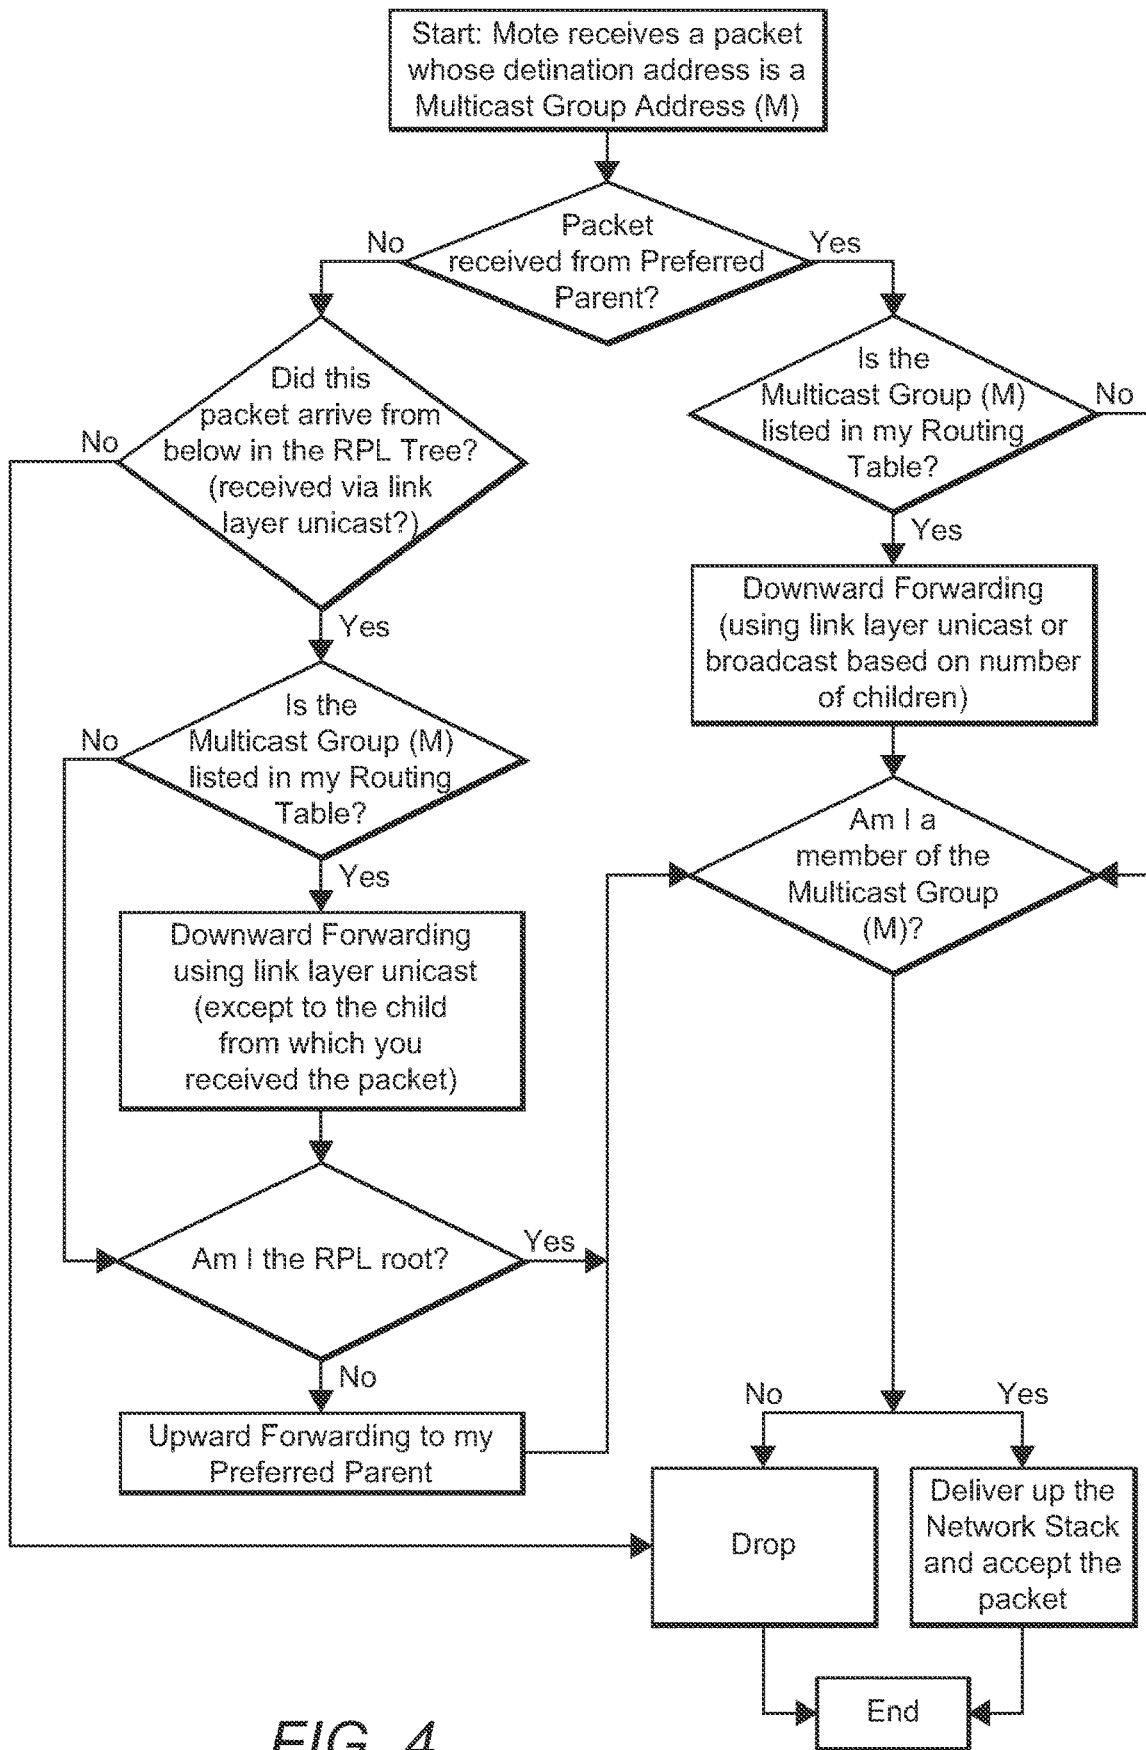 Start: Mote receives a packet
whose detination address is a
Multicast Group Address (M)
Packet
received from Preferred
Parent?
No
Yes
Did this
packet arrive from
below in the RPL Tree?
(received via link
layer unicast?)
No
Yes
Is the
Multicast Group (M)
listed in my Routing
Table?
No
Yes
Downward Forwarding
using link layer unicast
(except to the child
from which you
received the packet)
Am I the RPL root?
Yes
No
Upward Forwarding to my
Preferred Parent
Is the
Multicast Group (M)
listed in my Routing
Table?
No
Yes
Downward Forwarding
(using link layer unicast or
broadcast based on number
of children)
Am I a
member of the
Multicast Group
(M)?
No
Yes
Drop
Deliver up the
Network Stack
and accept the
packet
End
FIG. 4